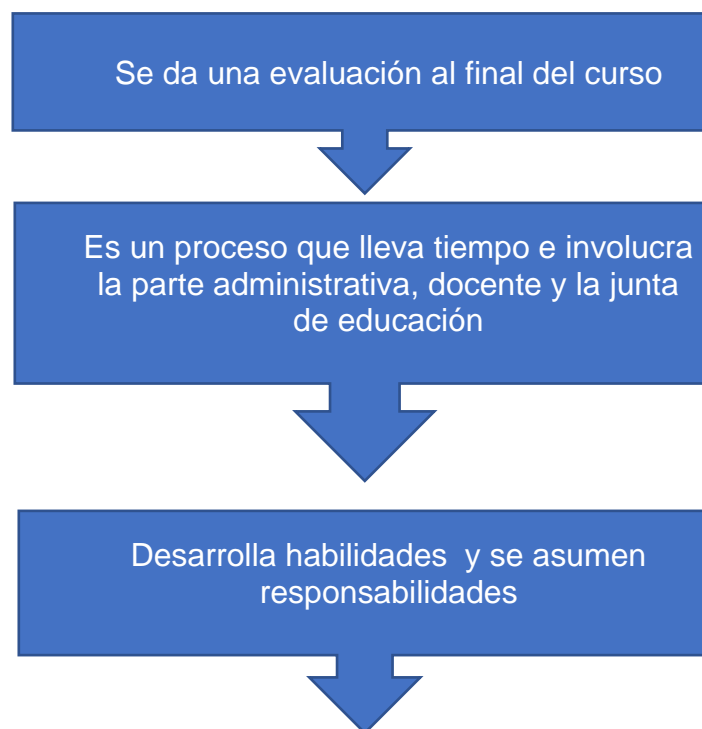 Se da una evaluación al final del curso
Es un proceso que lleva tiempo e involucra
la parte administrativa, docente y la junta
de educación
Desarrolla habilidades  y se asumen
responsabilidades